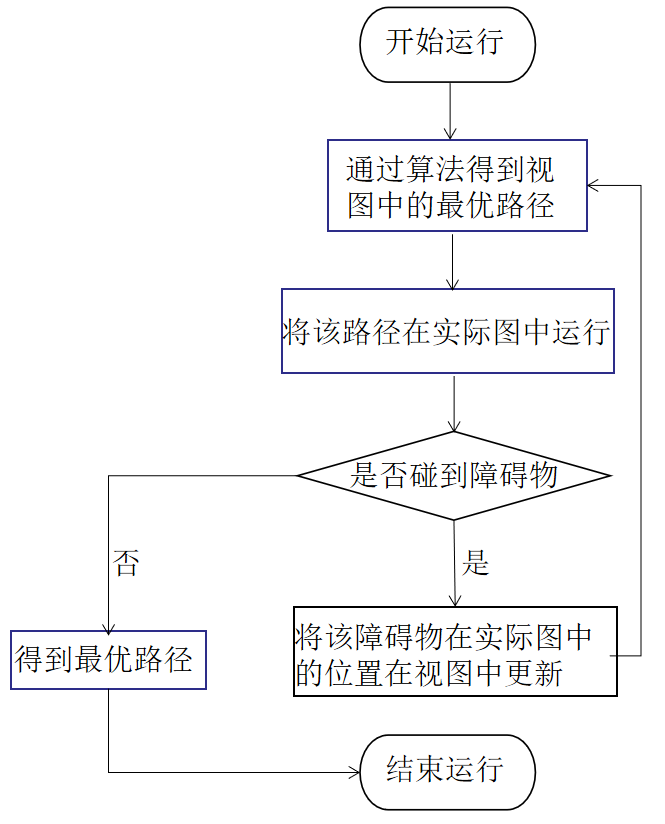 开始运行
通过算法得到视
图中的最优路径
将该路径在实际图中运行
是否碰到障碍物
否
是
将该障碍物在实际图中
的位置在视图中更新
得到最优路径
结束运行